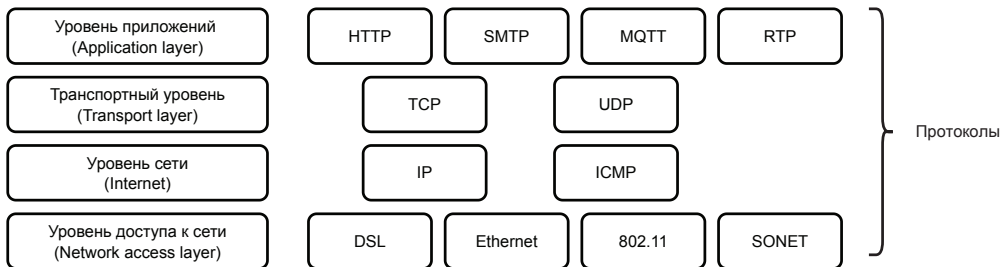 Уровень приложений
(Application layer)
HTTP
SMTP
MQTT
RTP
Транспортный уровень
(Transport layer)
TCP
UDP
Протоколы
Уровень сети
(Internet)
IP
ICMP
Уровень доступа к сети
(Network access layer)
DSL
Ethernet
802.11
SONET